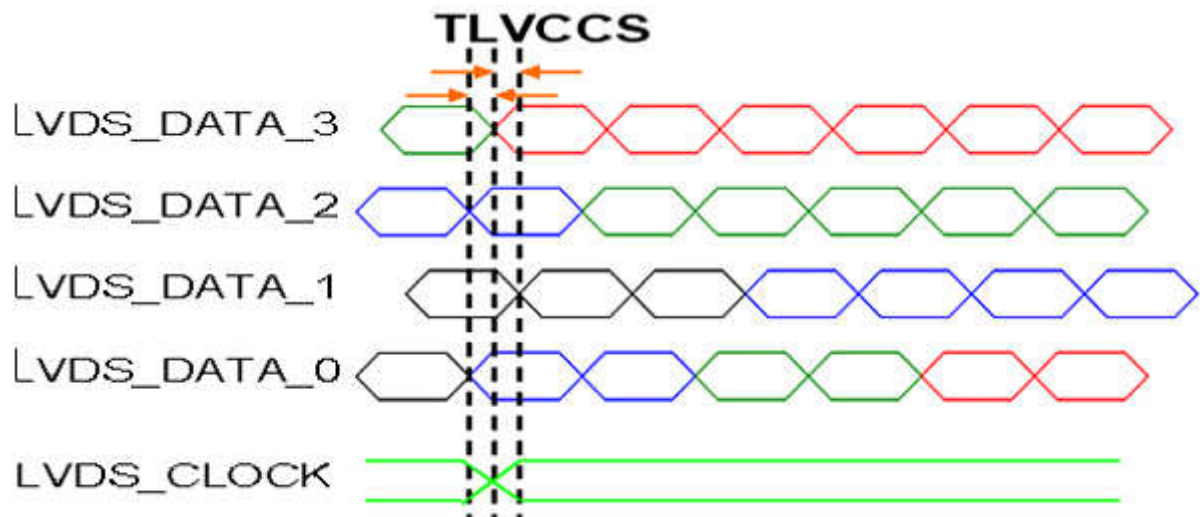 TLVCCS
LVDS_DATA_3
LVDS_DATA_2
LVDS_DATA_1
LVDS_DATA_0
LVDS_CLOCK